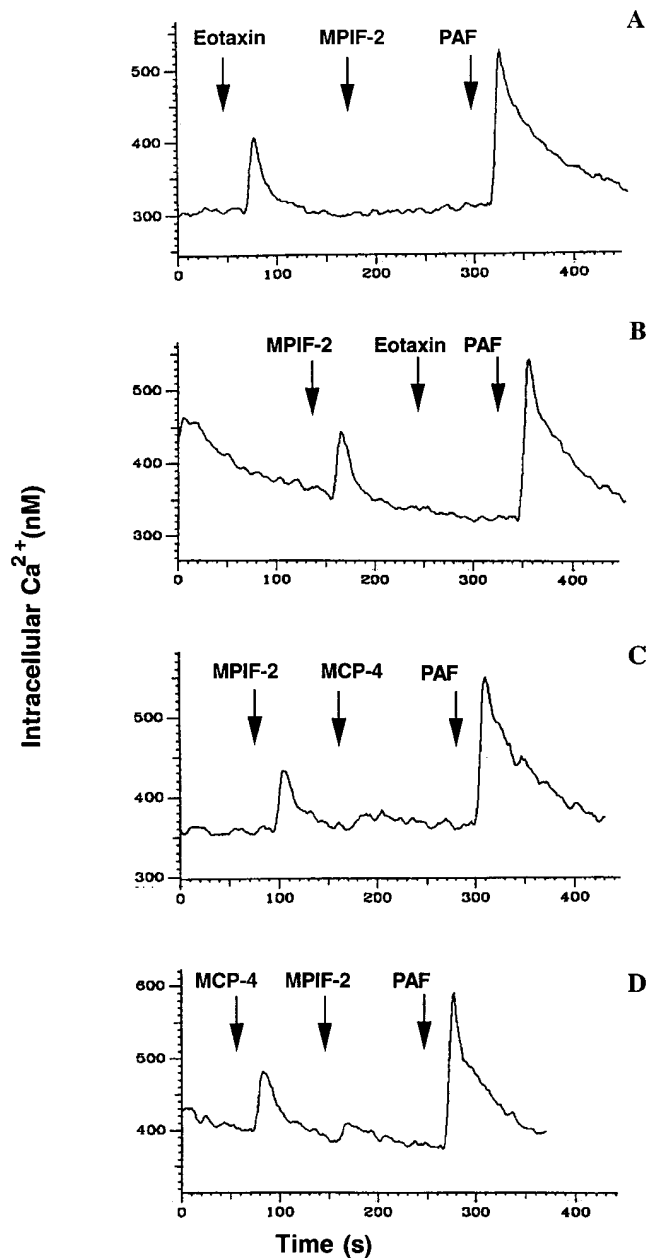 A
Eotaxin MPIF-2 PAF
500
400
300
0 100 200 300 400
B
MPIF-2 Eotaxin PAF
500
400
300
0 100 200 300 400
C
MPIF-2 MCP-4 PAF
500
400
300
0 100 200 300 400
D
MCP-4 MPIF-2 PAF
600
500
400
0 100 200 300 400
Intracellular Ca²⁺(nM)
Time (s)